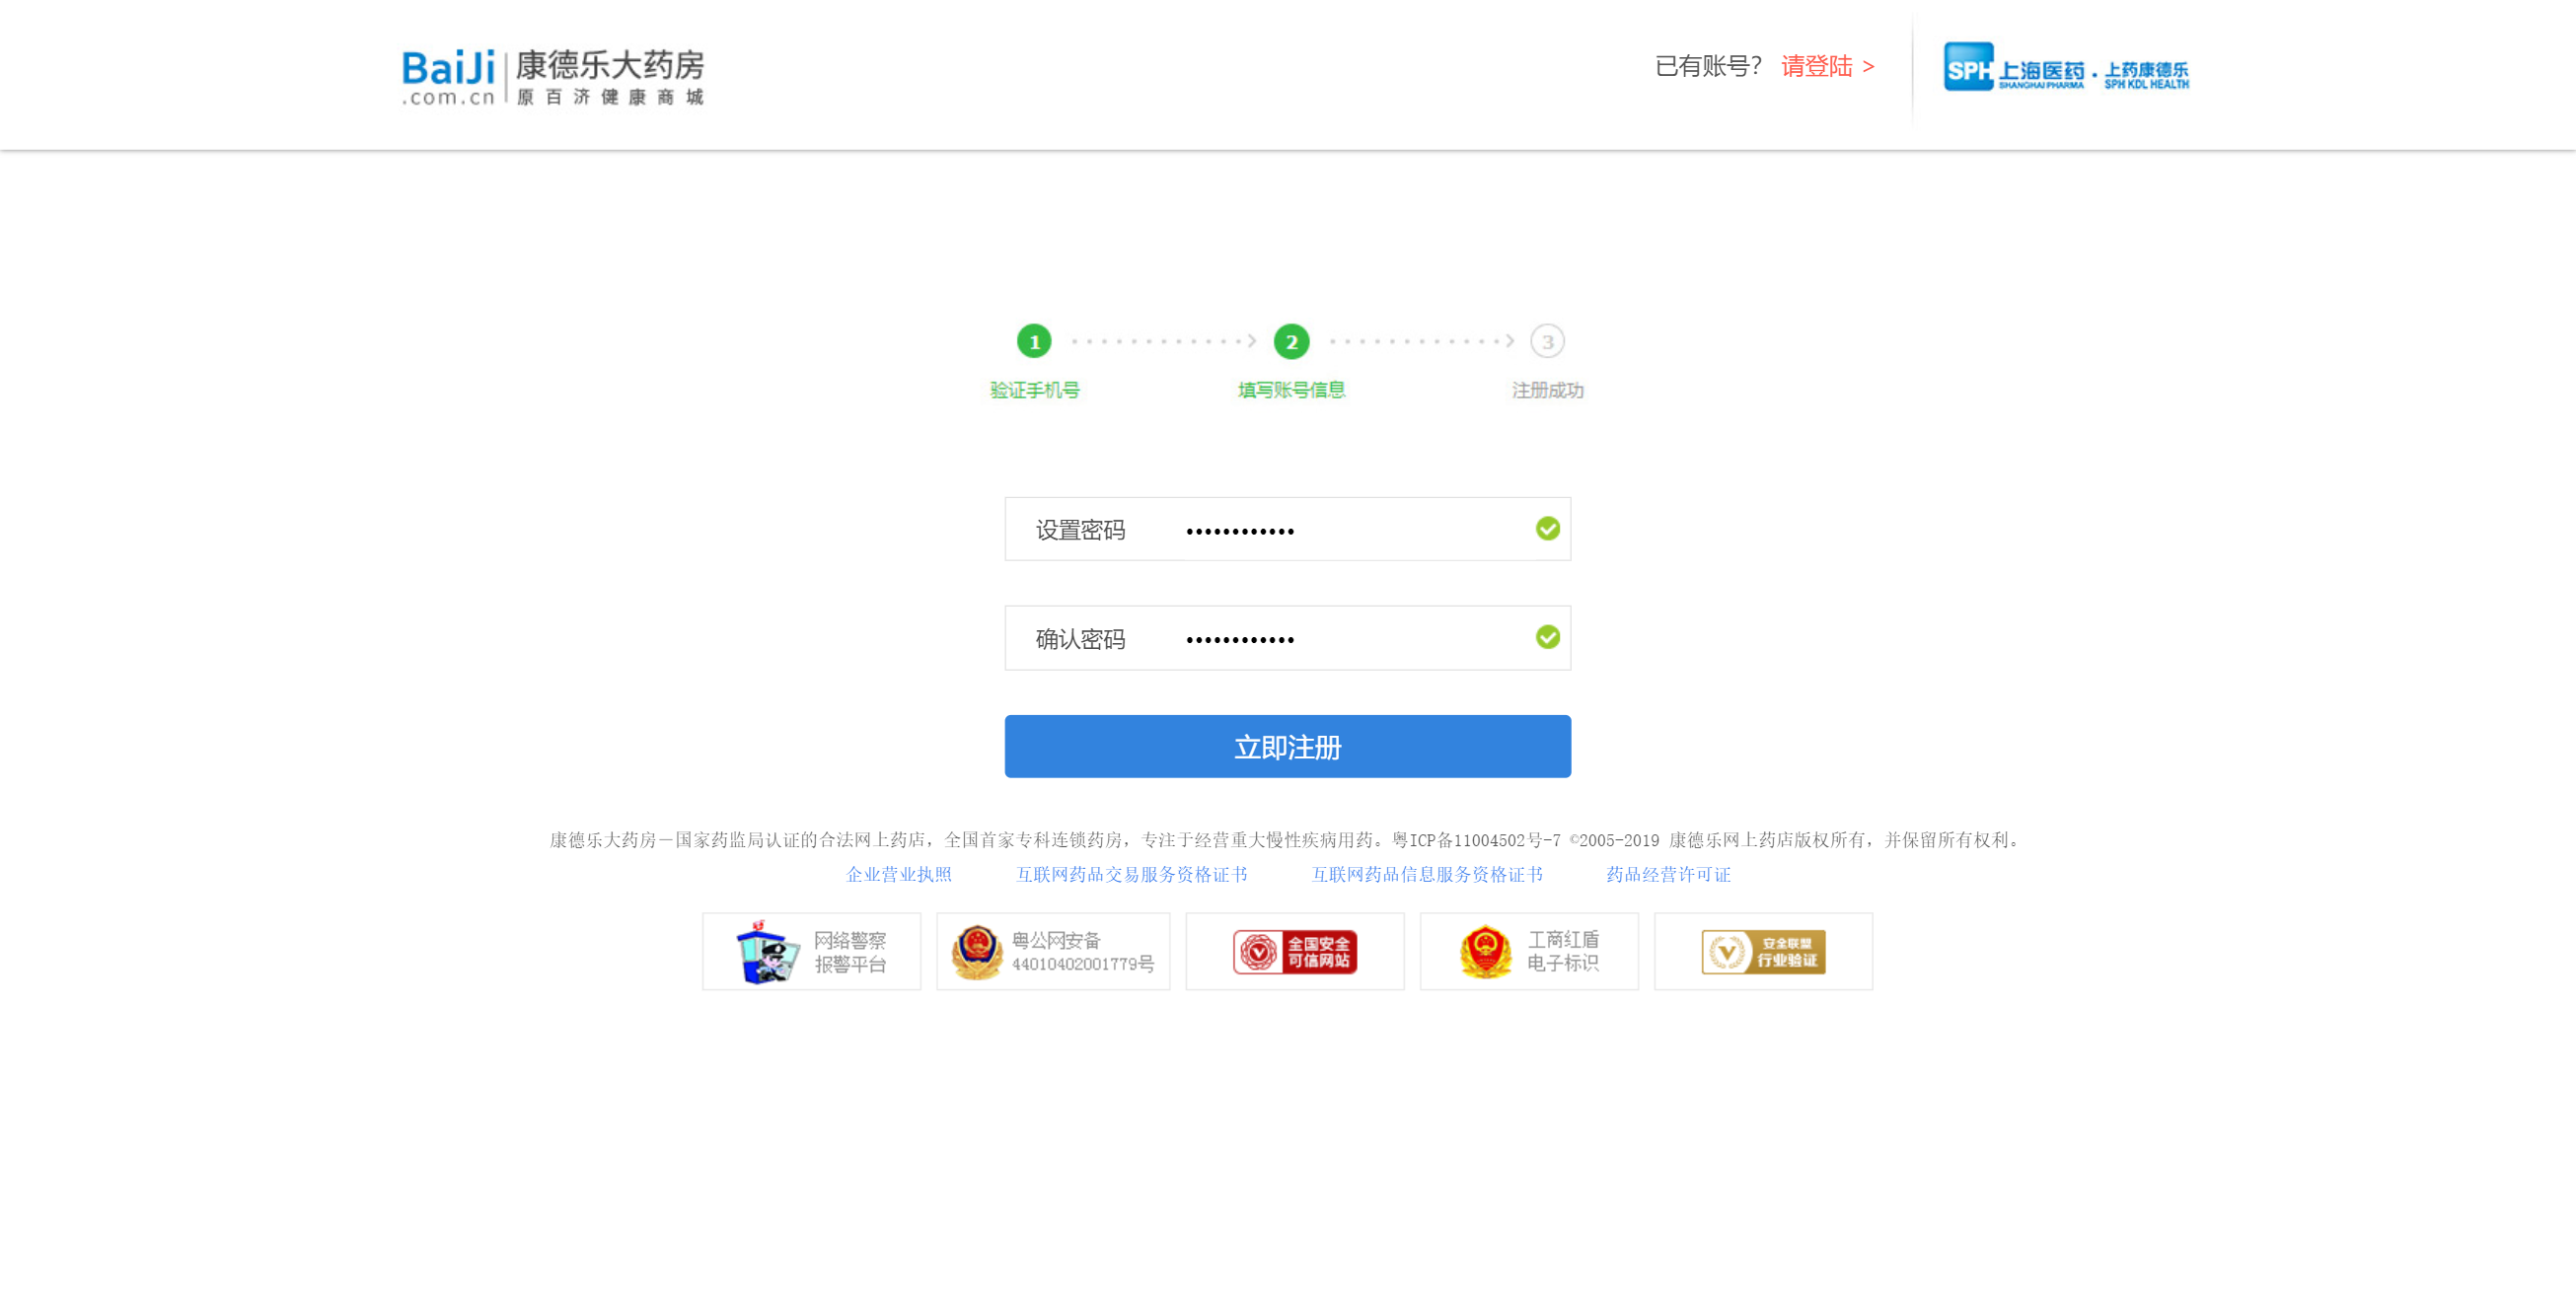 BaiJi
.com.cn
康德乐大药房
原百济健康商城
已有账号? 请登陆 >
SPH 上海医药 · 上药康德乐
SHANGHAI PHARMA SPH KDL HEALTH
1 2 3
验证手机号 填写账号信息 注册成功
设置密码 ••••••••••••
确认密码 ••••••••••••
立即注册
康德乐大药房－国家药监局认证的合法网上药店，全国首家专科连锁药房，专注于经营重大慢性疾病用药。粤ICP备11004502号-7 ©2005-2019 康德乐网上药店版权所有，并保留所有权利。
企业营业执照 互联网药品交易服务资格证书 互联网药品信息服务资格证书 药品经营许可证
网络警察
报警平台
粤公网安备
44010402001779号
全国安全
可信网站
工商红盾
电子标识
安全联盟
行业验证